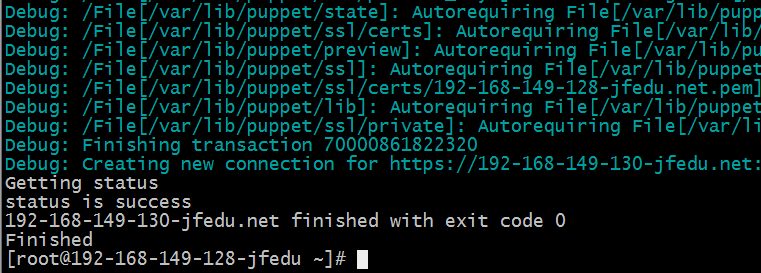 Debug: /File[/var/lib/puppet/state]: Autorequiring File[/var/lib/pupp
Debug: /File[/var/lib/puppet/ssl/certs]: Autorequiring File[/var/lib/
Debug: /File[/var/lib/puppet/preview]: Autorequiring File[/var/lib/pu
Debug: /File[/var/lib/puppet/ssl]: Autorequiring File[/var/lib/puppet
Debug: /File[/var/lib/puppet/ssl/certs/192-168-149-128-jfedu.net.pem]
Debug: /File[/var/lib/puppet/lib]: Autorequiring File[/var/lib/puppet
Debug: /File[/var/lib/puppet/ssl/private]: Autorequiring File[/var/li
Debug: Finishing transaction 70000861822320
Debug: Creating new connection for https://192-168-149-130-jfedu.net:
Getting status
status is success
192-168-149-130-jfedu.net finished with exit code 0
Finished
[root@192-168-149-128-jfedu ~]#